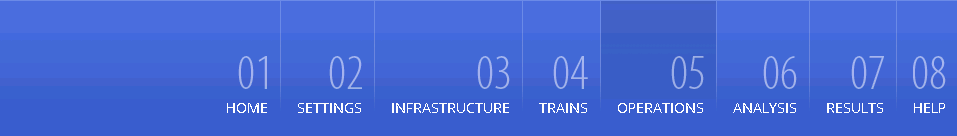 01 02 03 04 05 06 07 08
HOME SETTINGS INFRASTRUCTURE TRAINS OPERATIONS ANALYSIS RESULTS HELP